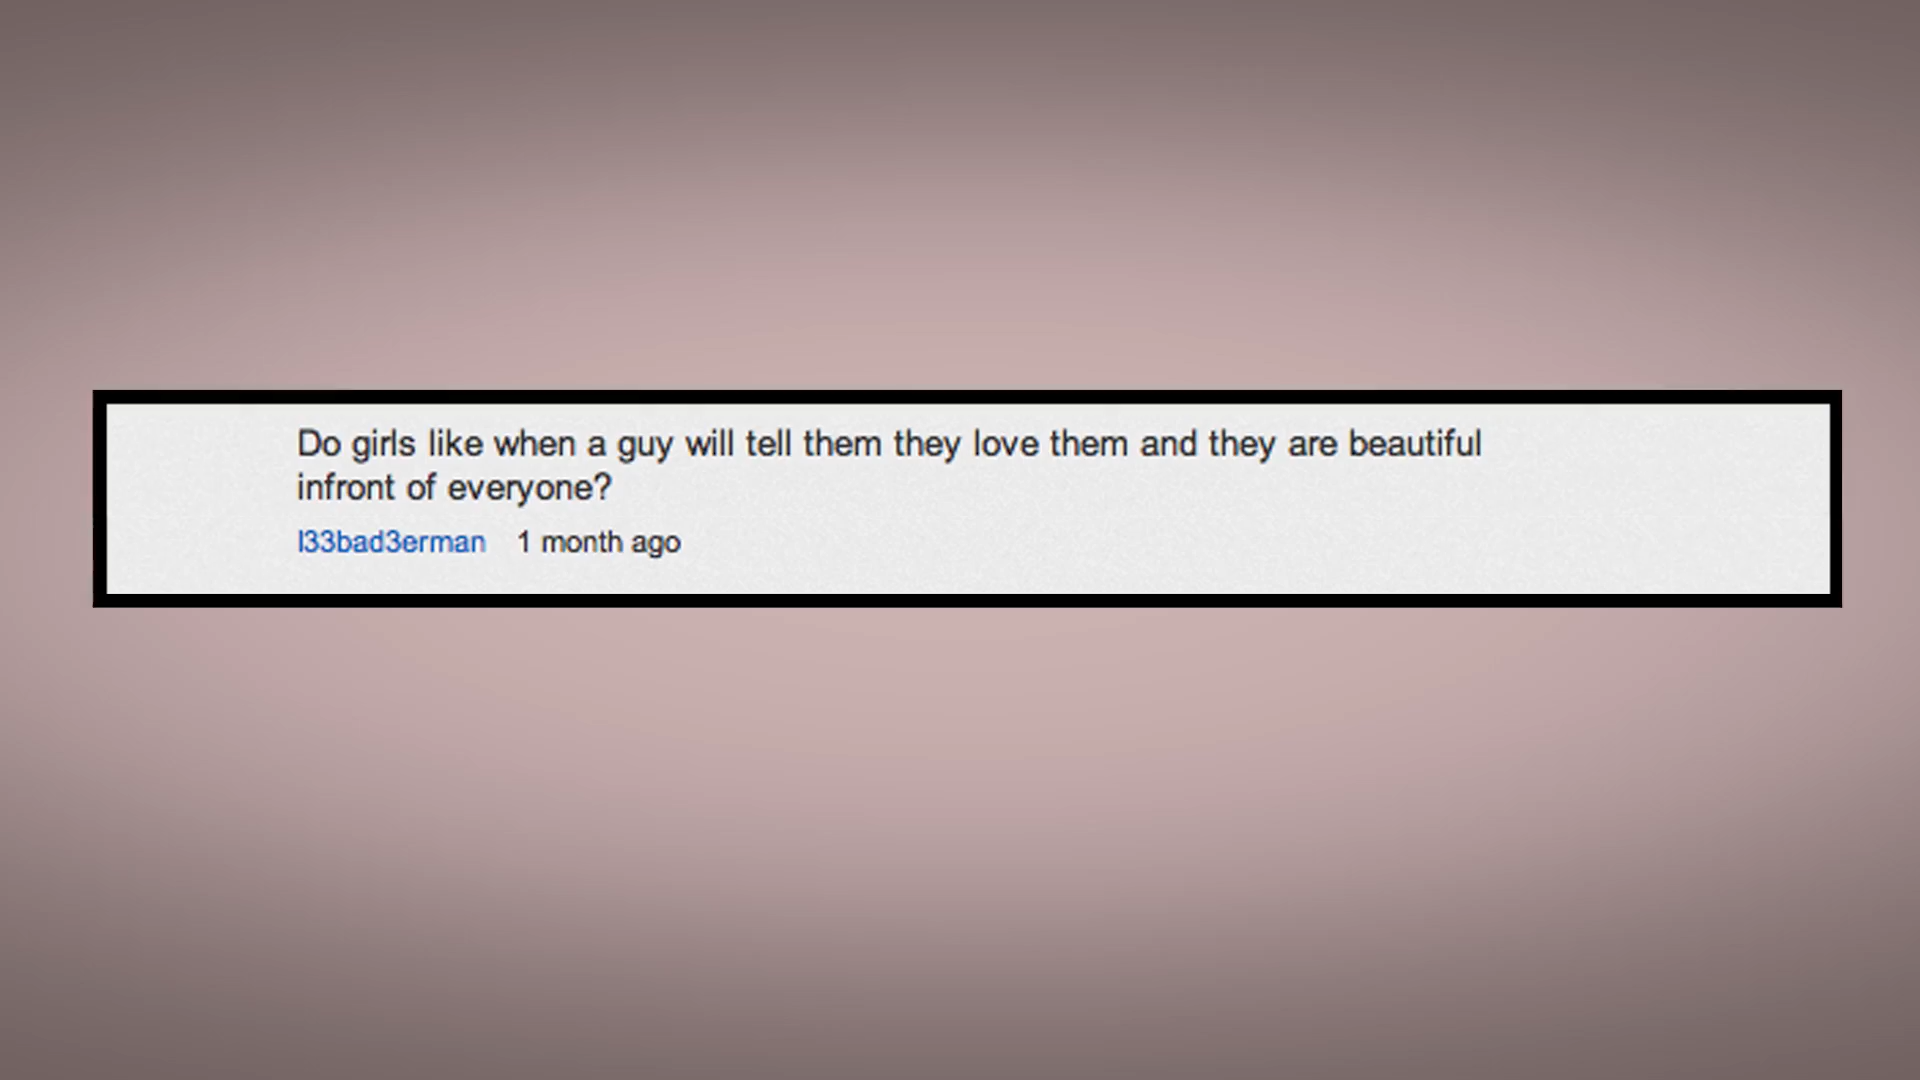 Do girls like when a guy will tell them they love them and they are beautiful
infront of everyone?
l33bad3erman 1 month ago